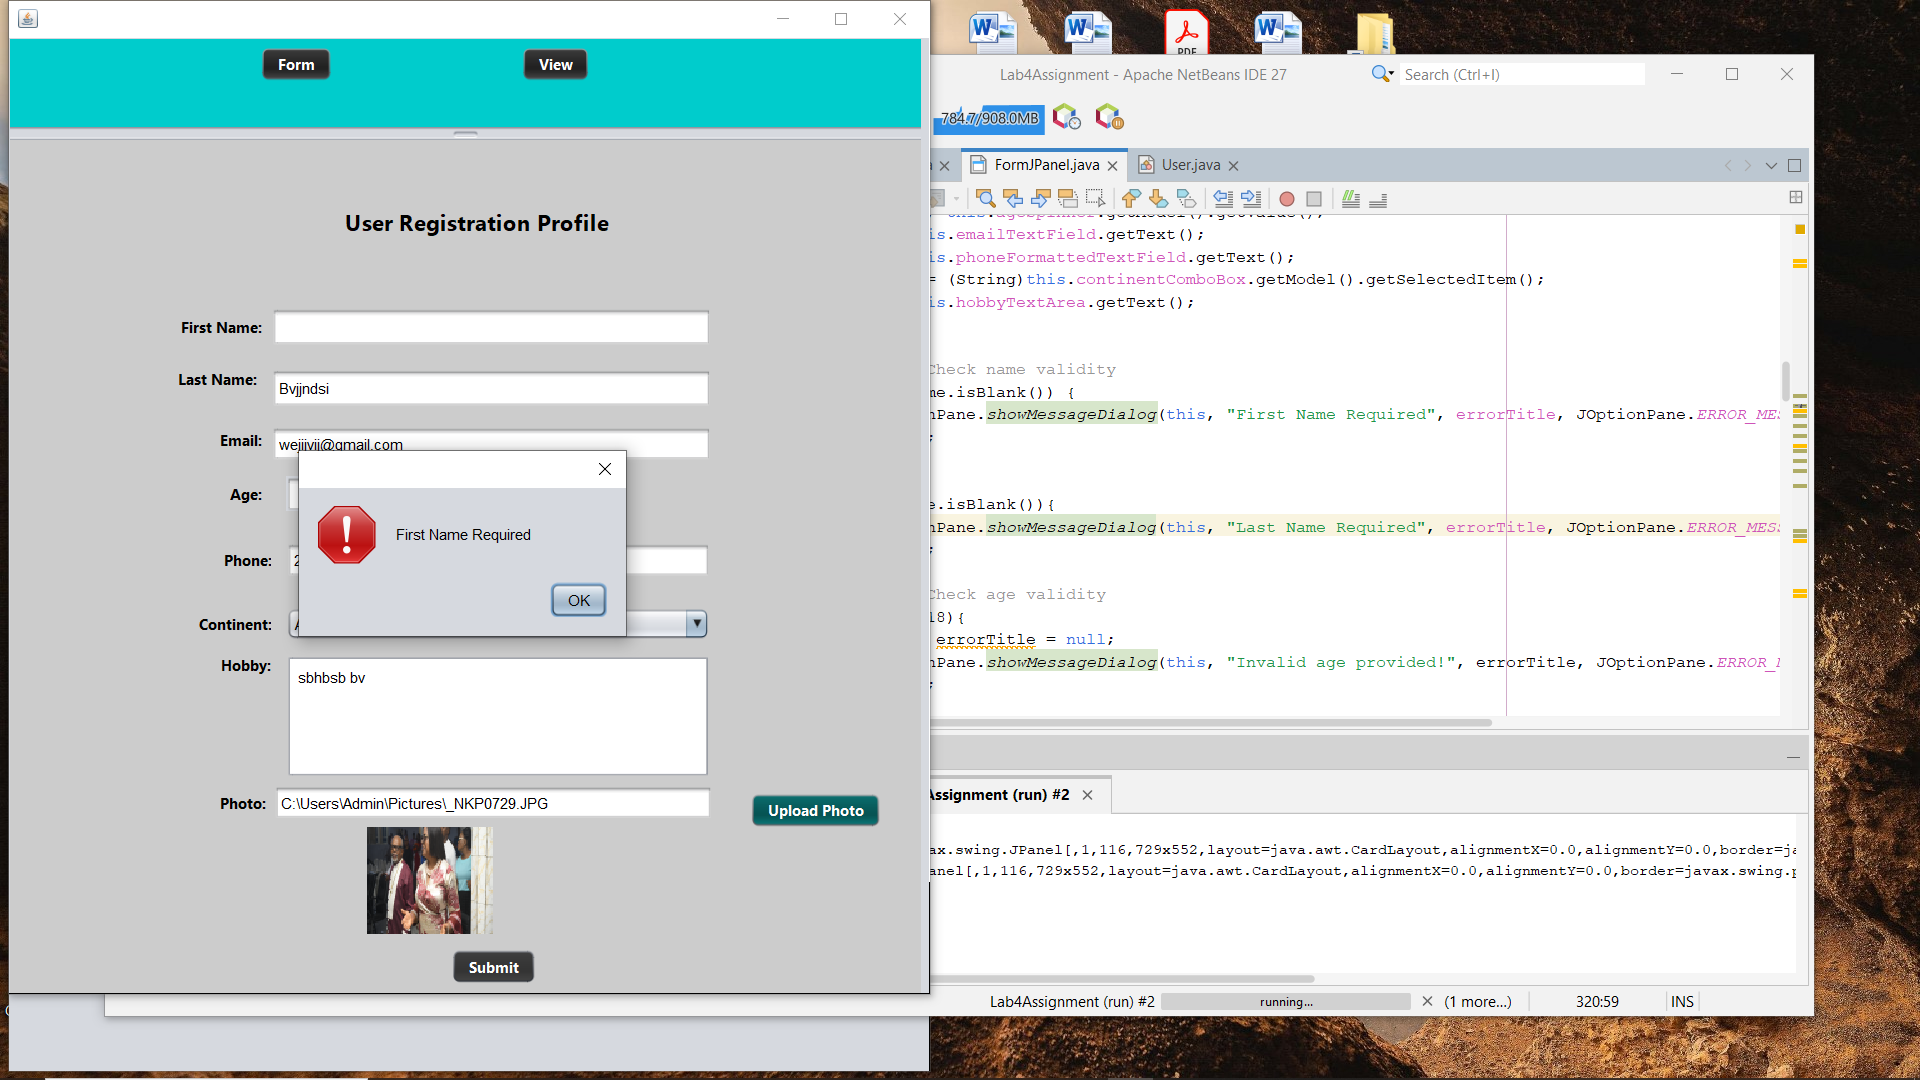 Form
View
User Registration Profile
First Name:
Last Name:
Bvjjndsi
Email:
Age:
Phone:
Continent:
Hobby:
sbhbsb bv
Photo:
C:\Users\Admin\Pictures\_NKP0729.JPG
Upload Photo
Submit
First Name Required
OK
PDF
Lab4Assignment - Apache NetBeans IDE 27
Search (Ctrl+I)
784.7/908.0MB
FormJPanel.java
User.java
is.emailTextField.getText();
is.phoneFormattedTextField.getText();
= (String)this.continentComboBox.getModel().getSelectedItem();
is.hobbyTextArea.getText();
Check name validity
me.isBlank()) {
nPane.showMessageDialog(this, "First Name Required", errorTitle, JOptionPane.ERROR_MES
;
e.isBlank()){
nPane.showMessageDialog(this, "Last Name Required", errorTitle, JOptionPane.ERROR_MESS
;
Check age validity
18){
errorTitle = null;
nPane.showMessageDialog(this, "Invalid age provided!", errorTitle, JOptionPane.ERROR_
;
Assignment (run) #2
ax.swing.JPanel[,1,116,729x552,layout=java.awt.CardLayout,alignmentX=0.0,alignmentY=0.0,border=ja
anel[,1,116,729x552,layout=java.awt.CardLayout,alignmentX=0.0,alignmentY=0.0,border=javax.swing.
Lab4Assignment (run) #2
running...
(1 more...)
320:59
INS